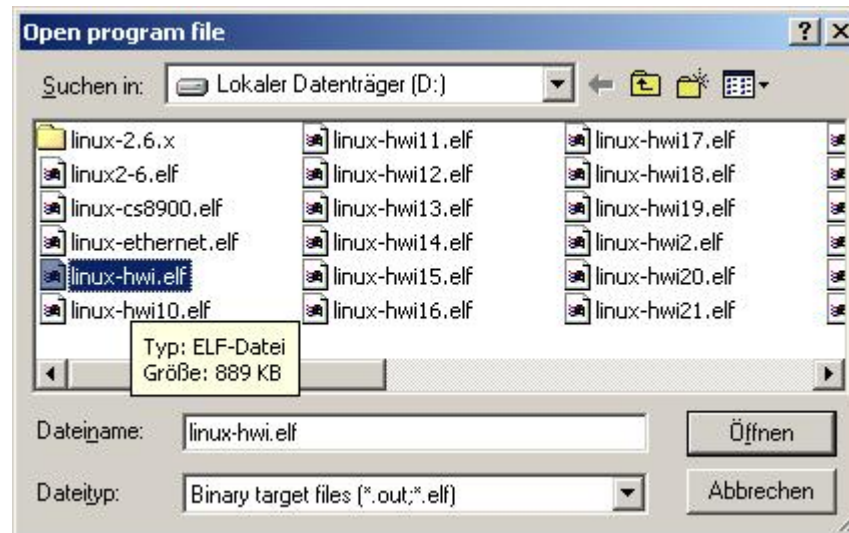 Open program file
Suchen in: Lokaler Datenträger (D:)
linux-2.6.x linux-hwi11.elf linux-hwi17.elf
linux2-6.elf linux-hwi12.elf linux-hwi18.elf
linux-cs8900.elf linux-hwi13.elf linux-hwi19.elf
linux-ethernet.elf linux-hwi14.elf linux-hwi2.elf
linux-hwi.elf linux-hwi15.elf linux-hwi20.elf
linux-hwi10.elf linux-hwi16.elf linux-hwi21.elf
Typ: ELF-Datei
Größe: 889 KB
Dateiname: linux-hwi.elf Öffnen
Dateityp: Binary target files (*.out;*.elf) Abbrechen